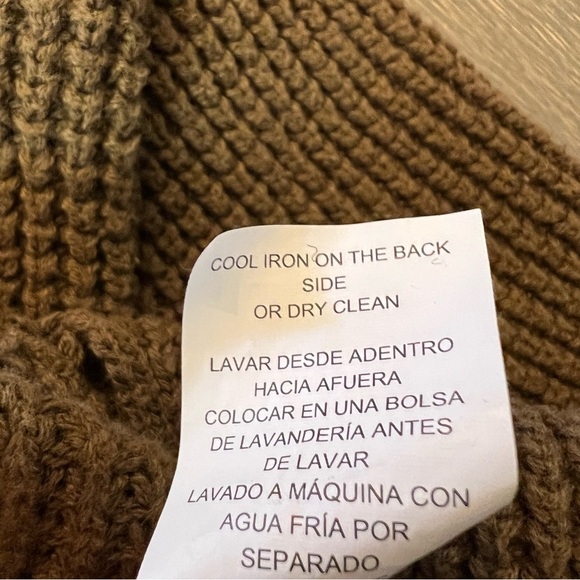 COOL IRON ON THE BACK
SIDE
OR DRY CLEAN
LAVAR DESDE ADENTRO
HACIA AFUERA
COLOCAR EN UNA BOLSA
DE LAVANDERÍA ANTES
DE LAVAR
LAVADO A MÁQUINA CON
AGUA FRÍA POR
SEPARADO